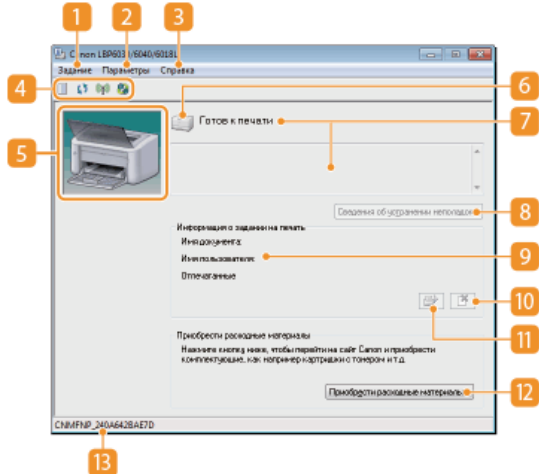 1 2 3
Canon LBP6030/6040/6018L
Задание Параметры Справка
4
6
Готов к печати
7
5
Сведения об устранении неполадок
8
Информация о задании на печать
Имя документа:
Имя пользователя:
9
Отпечатанные
10
11
Приобрести расходные материалы
Нажмите кнопку ниже, чтобы перейти на сайт Canon и приобрести
комплектующие, как например картриджи с тонером и т.д.
Приобрести расходные материалы
12
CNMFNP_240A642BAE7D
13